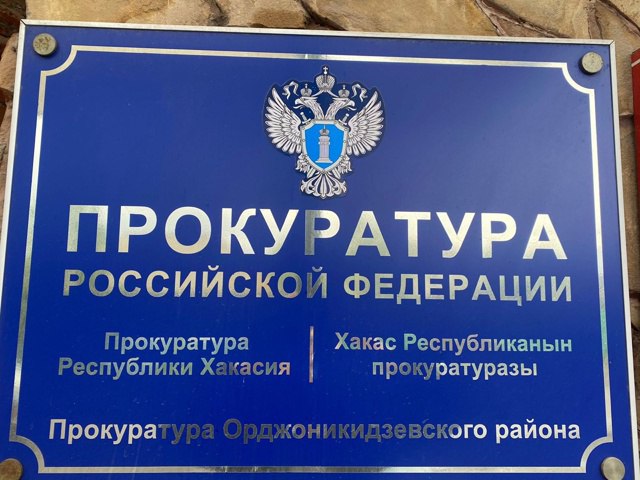 ПРОКУРАТУРА
РОССИЙСКОЙ ФЕДЕРАЦИИ
Прокуратура
Республики Хакасия
Хакас Республиканын
прокуратуразы
Прокуратура Орджоникидзевского района